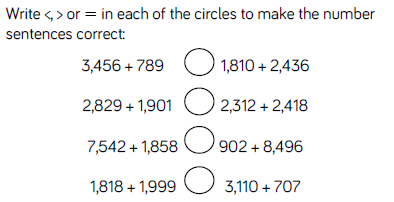 Write <, > or = in each of the circles to make the number
sentences correct:
3,456 + 789 1,810 + 2,436
2,829 + 1,901 2,312 + 2,418
7,542 + 1,858 902 + 8,496
1,818 + 1,999 3,110 + 707